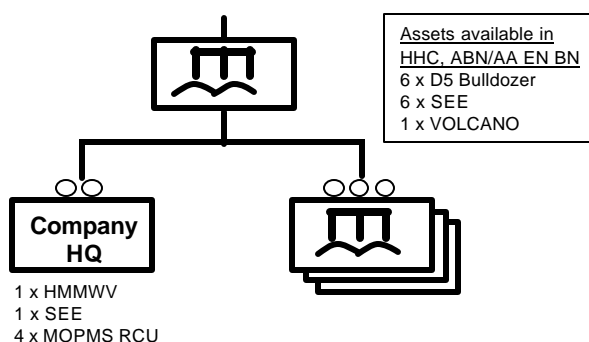 Assets available in
HHC, ABN/AA EN BN
6 x D5 Bulldozer
6 x SEE
1 x VOLCANO
Company
HQ
1 x HMMWV
1 x SEE
4 x MOPMS RCU